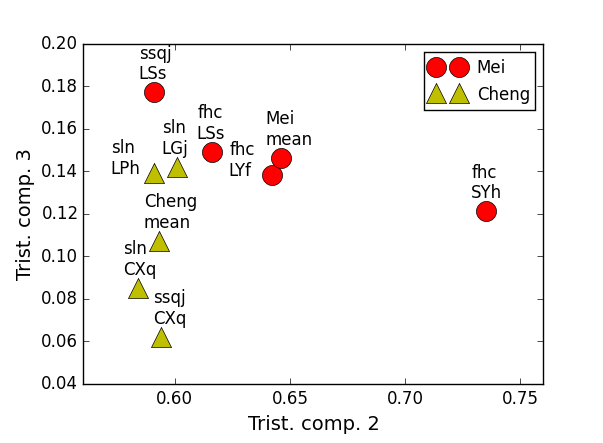 0.20
0.18
0.16
0.14
0.12
0.10
0.08
0.06
0.04
Trist. comp. 3
ssqj
LSs
fhc
LSs
sln
LGj
sln
LPh
fhc
LYf
Mei
mean
fhc
SYh
Cheng
mean
sln
CXq
ssqj
CXq
Mei
Cheng
0.60
0.65
0.70
0.75
Trist. comp. 2